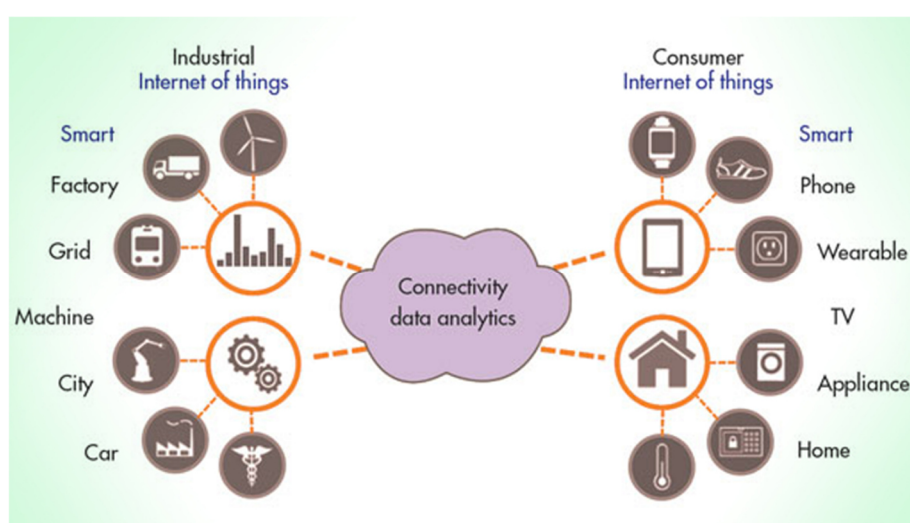 Industrial
Internet of things
Smart
Factory
Grid
Machine
City
Car
Connectivity
data analytics
Consumer
Internet of things
Smart
Phone
Wearable
TV
Appliance
Home